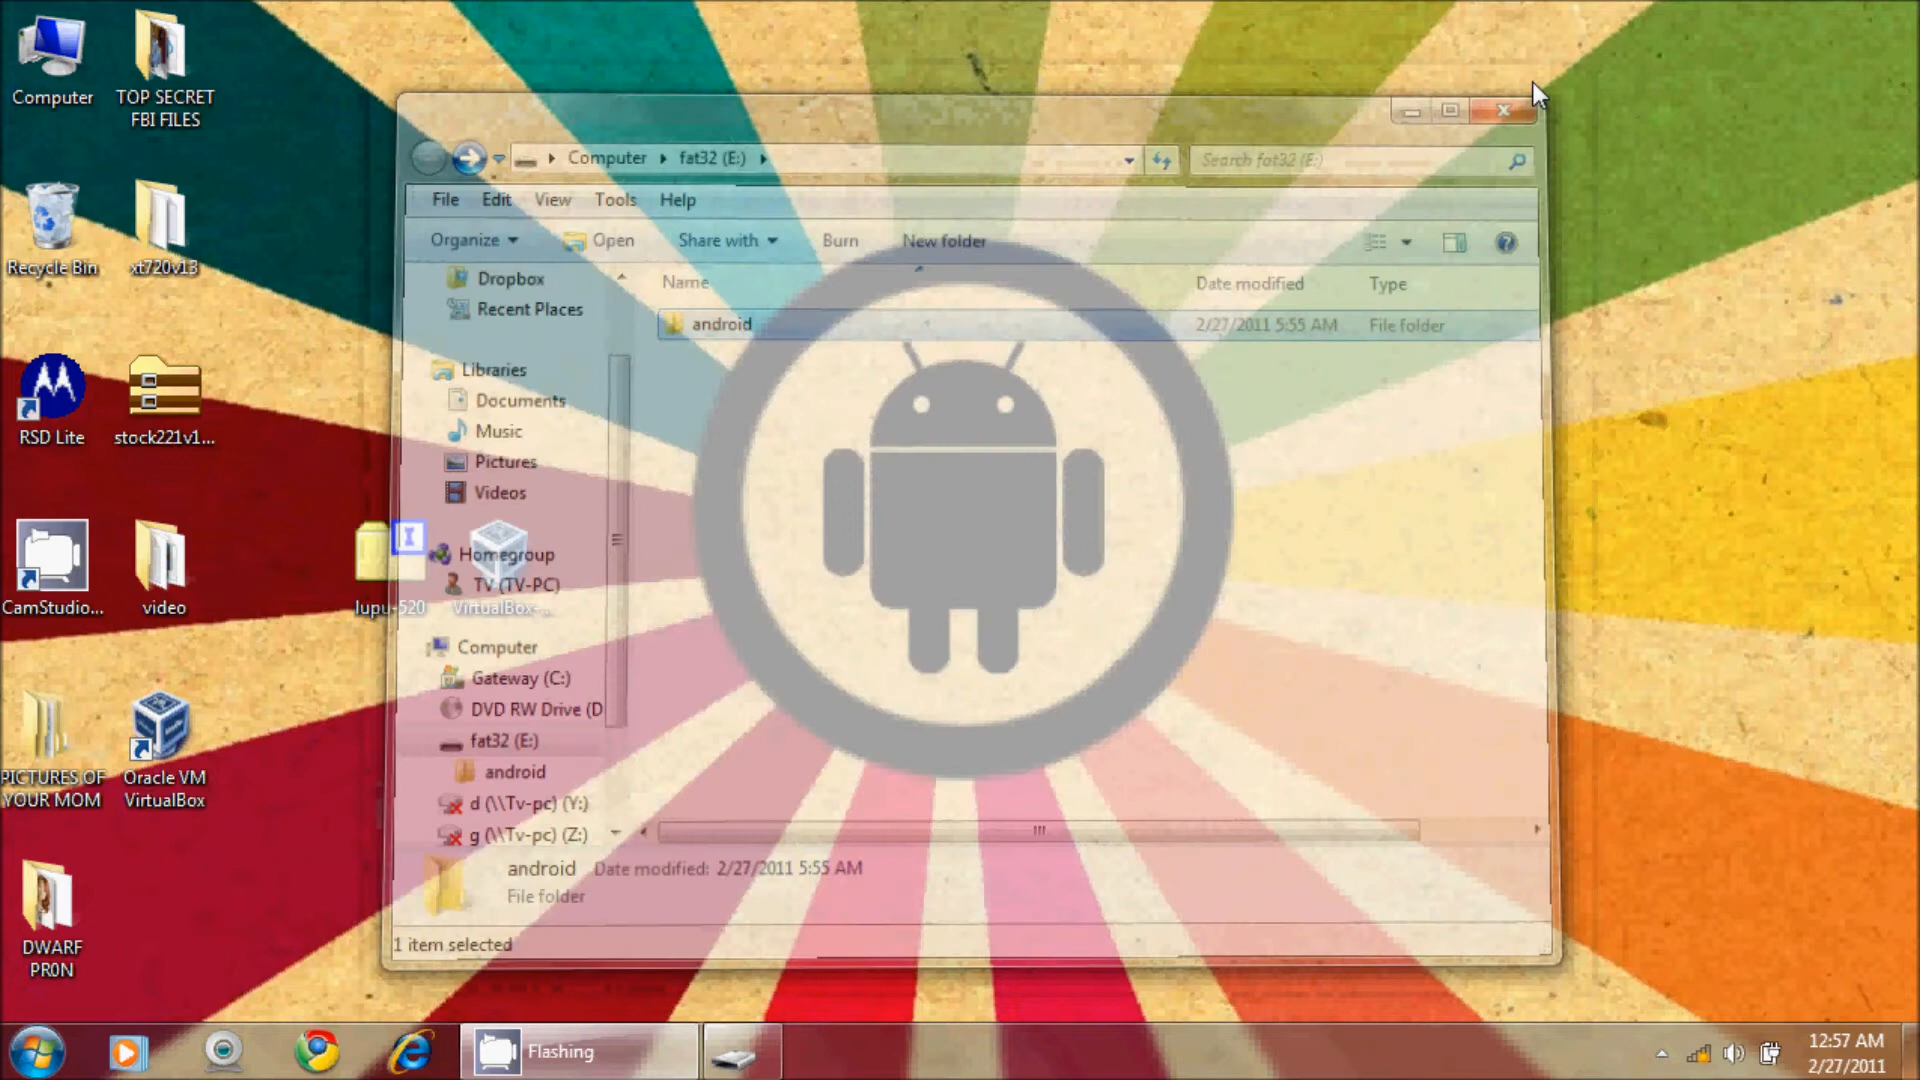 Computer
TOP SECRET
FBI FILES
Recycle Bin
xt720v13
RSD Lite
stock221v1...
CamStudio...
video
lupu-520
VirtualBox-...
PICTURES OF
YOUR MOM
Oracle VM
VirtualBox
DWARF
PR0N
Computer
fat32 (E:)
Search fat32 (E:)
File
Edit
View
Tools
Help
Organize
Open
Share with
Burn
New folder
Dropbox
Recent Places
Libraries
Documents
Music
Pictures
Videos
Homegroup
TV (TV-PC)
Computer
Gateway (C:)
DVD RW Drive (D
fat32 (E:)
android
d (\\Tv-pc) (Y:)
g (\\Tv-pc) (Z:)
Name
Date modified
Type
android
2/27/2011 5:55 AM
File folder
android
Date modified: 2/27/2011 5:55 AM
File folder
1 item selected
Flashing
12:57 AM
2/27/2011